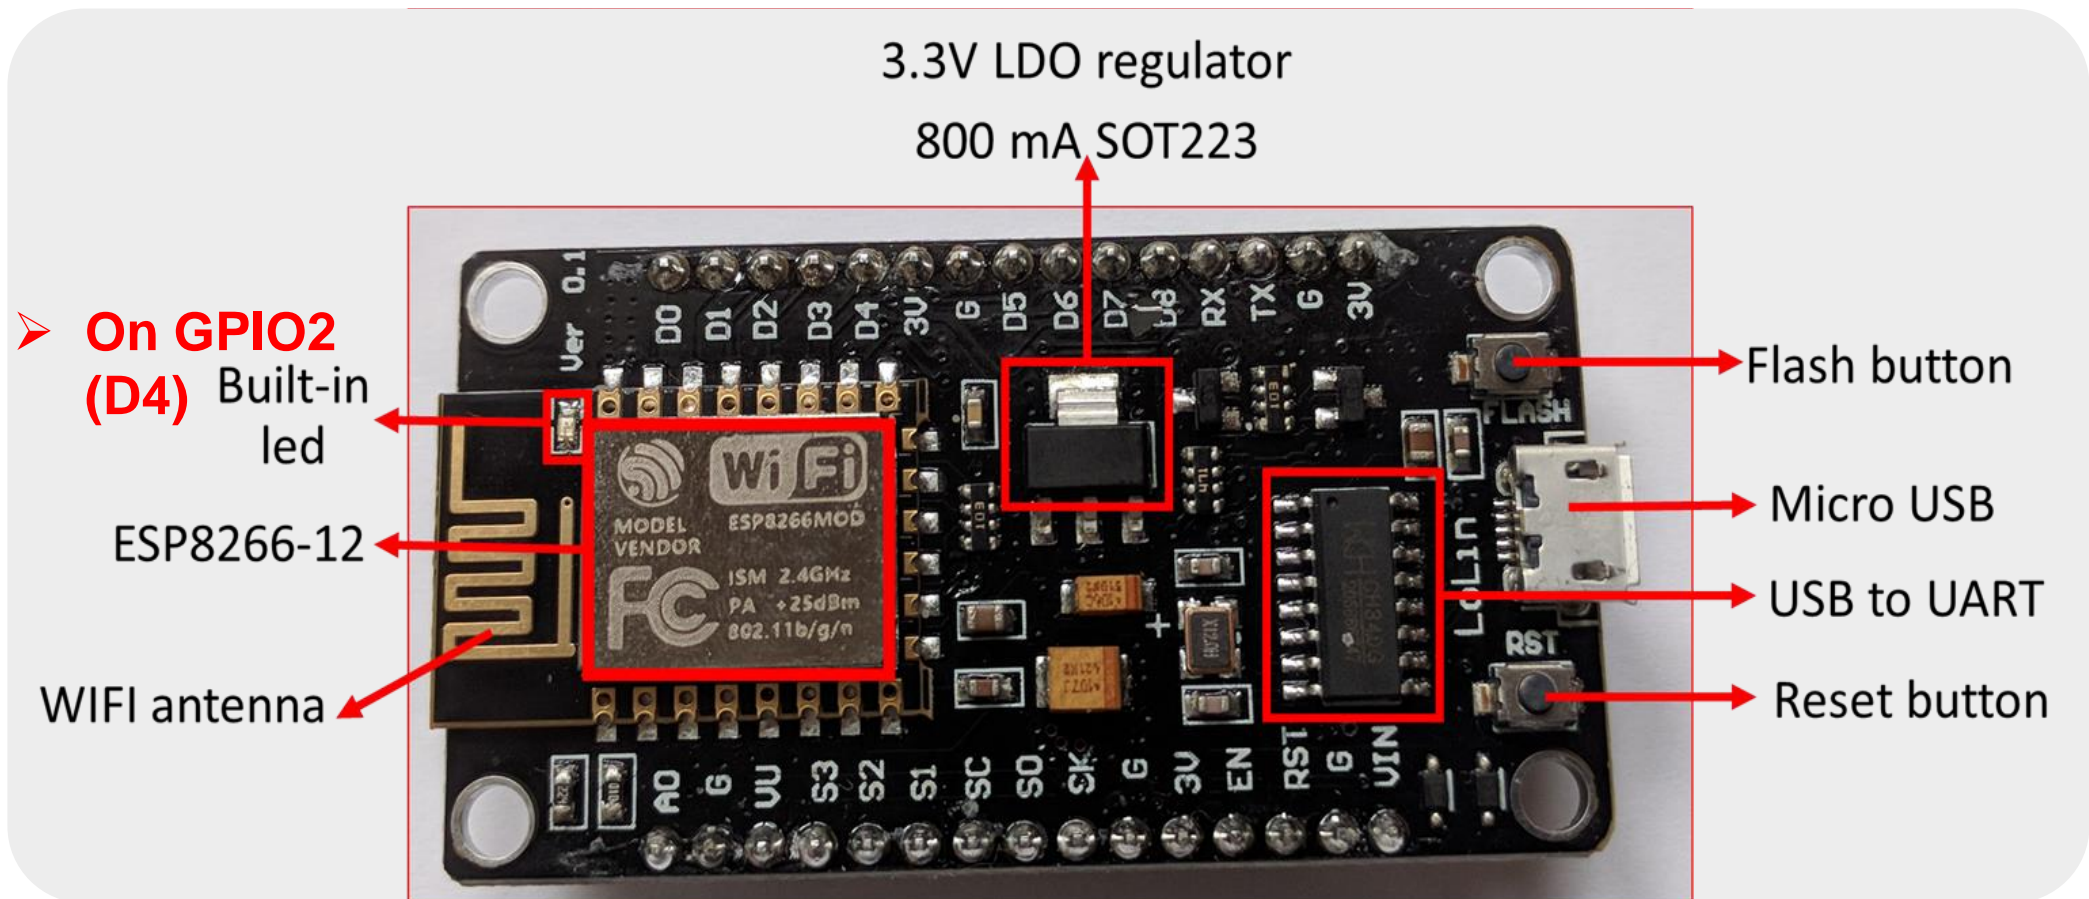 3.3V LDO regulator
800 mA SOT223
➢ On GPIO2
(D4)
Built-in
led
ESP8266-12
WIFI antenna
Flash button
Micro USB
USB to UART
Reset button
Ver 0.1
D0 D1 D2 D3 D4 3V G D5 D6 D7 D8 RX TX G 3V
FLASH
WiFi
MODEL
VENDOR
ESP8266MOD
FC
ISM 2.4GHz
PA +25dBm
802.11b/g/n
LoLin
RST
+
A0 G VU S3 S2 S1 SC S0 SK G 3V EN RST G VIN